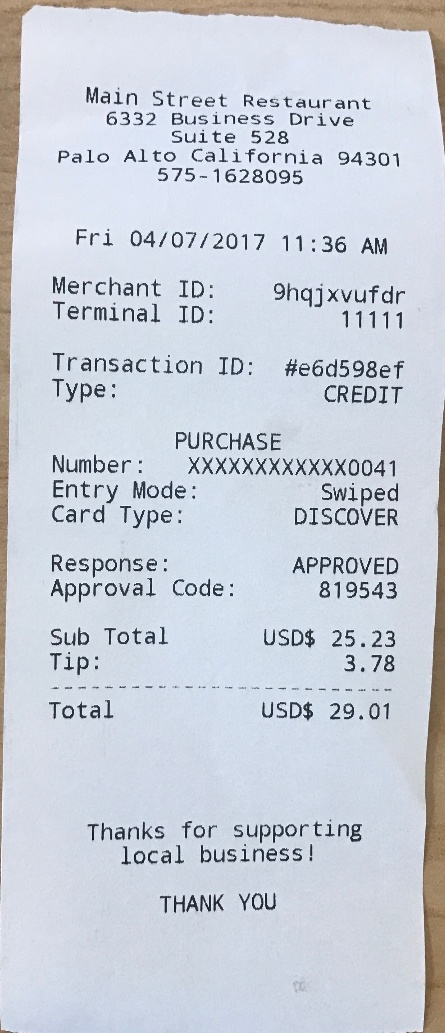 Main Street Restaurant
6332 Business Drive
Suite 528
Palo Alto California 94301
575-1628095
Fri 04/07/2017 11:36 AM
Merchant ID: 9hqjxvufdr
Terminal ID: 11111
Transaction ID: #e6d598ef
Type: CREDIT
PURCHASE
Number: XXXXXXXXXXXX0041
Entry Mode: Swiped
Card Type: DISCOVER
Response: APPROVED
Approval Code: 819543
Sub Total USD$ 25.23
Tip: 3.78
--------------------------------
Total USD$ 29.01
Thanks for supporting
local business!
THANK YOU